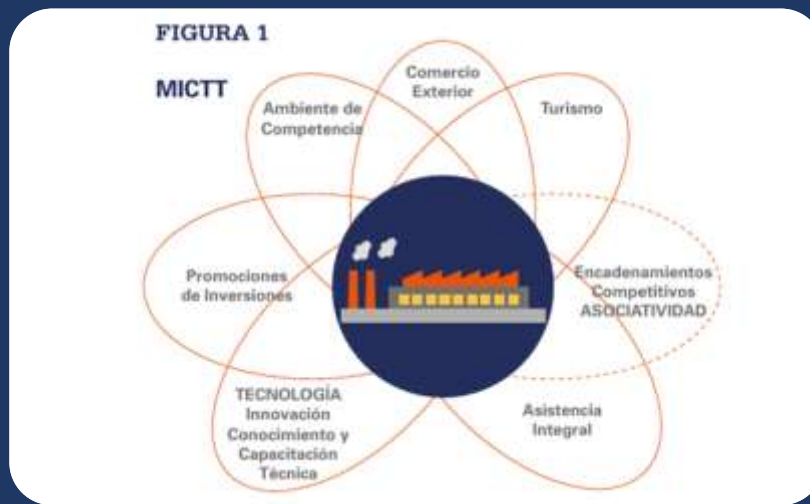 FIGURA 1
MICTT
Comercio
Exterior
Ambiente de
Competencia
Turismo
Promociones
de Inversiones
Encadenamientos
Competitivos
ASOCIATIVIDAD
TECNOLOGÍA
Innovación
Conocimiento y
Capacitación
Técnica
Asistencia
Integral